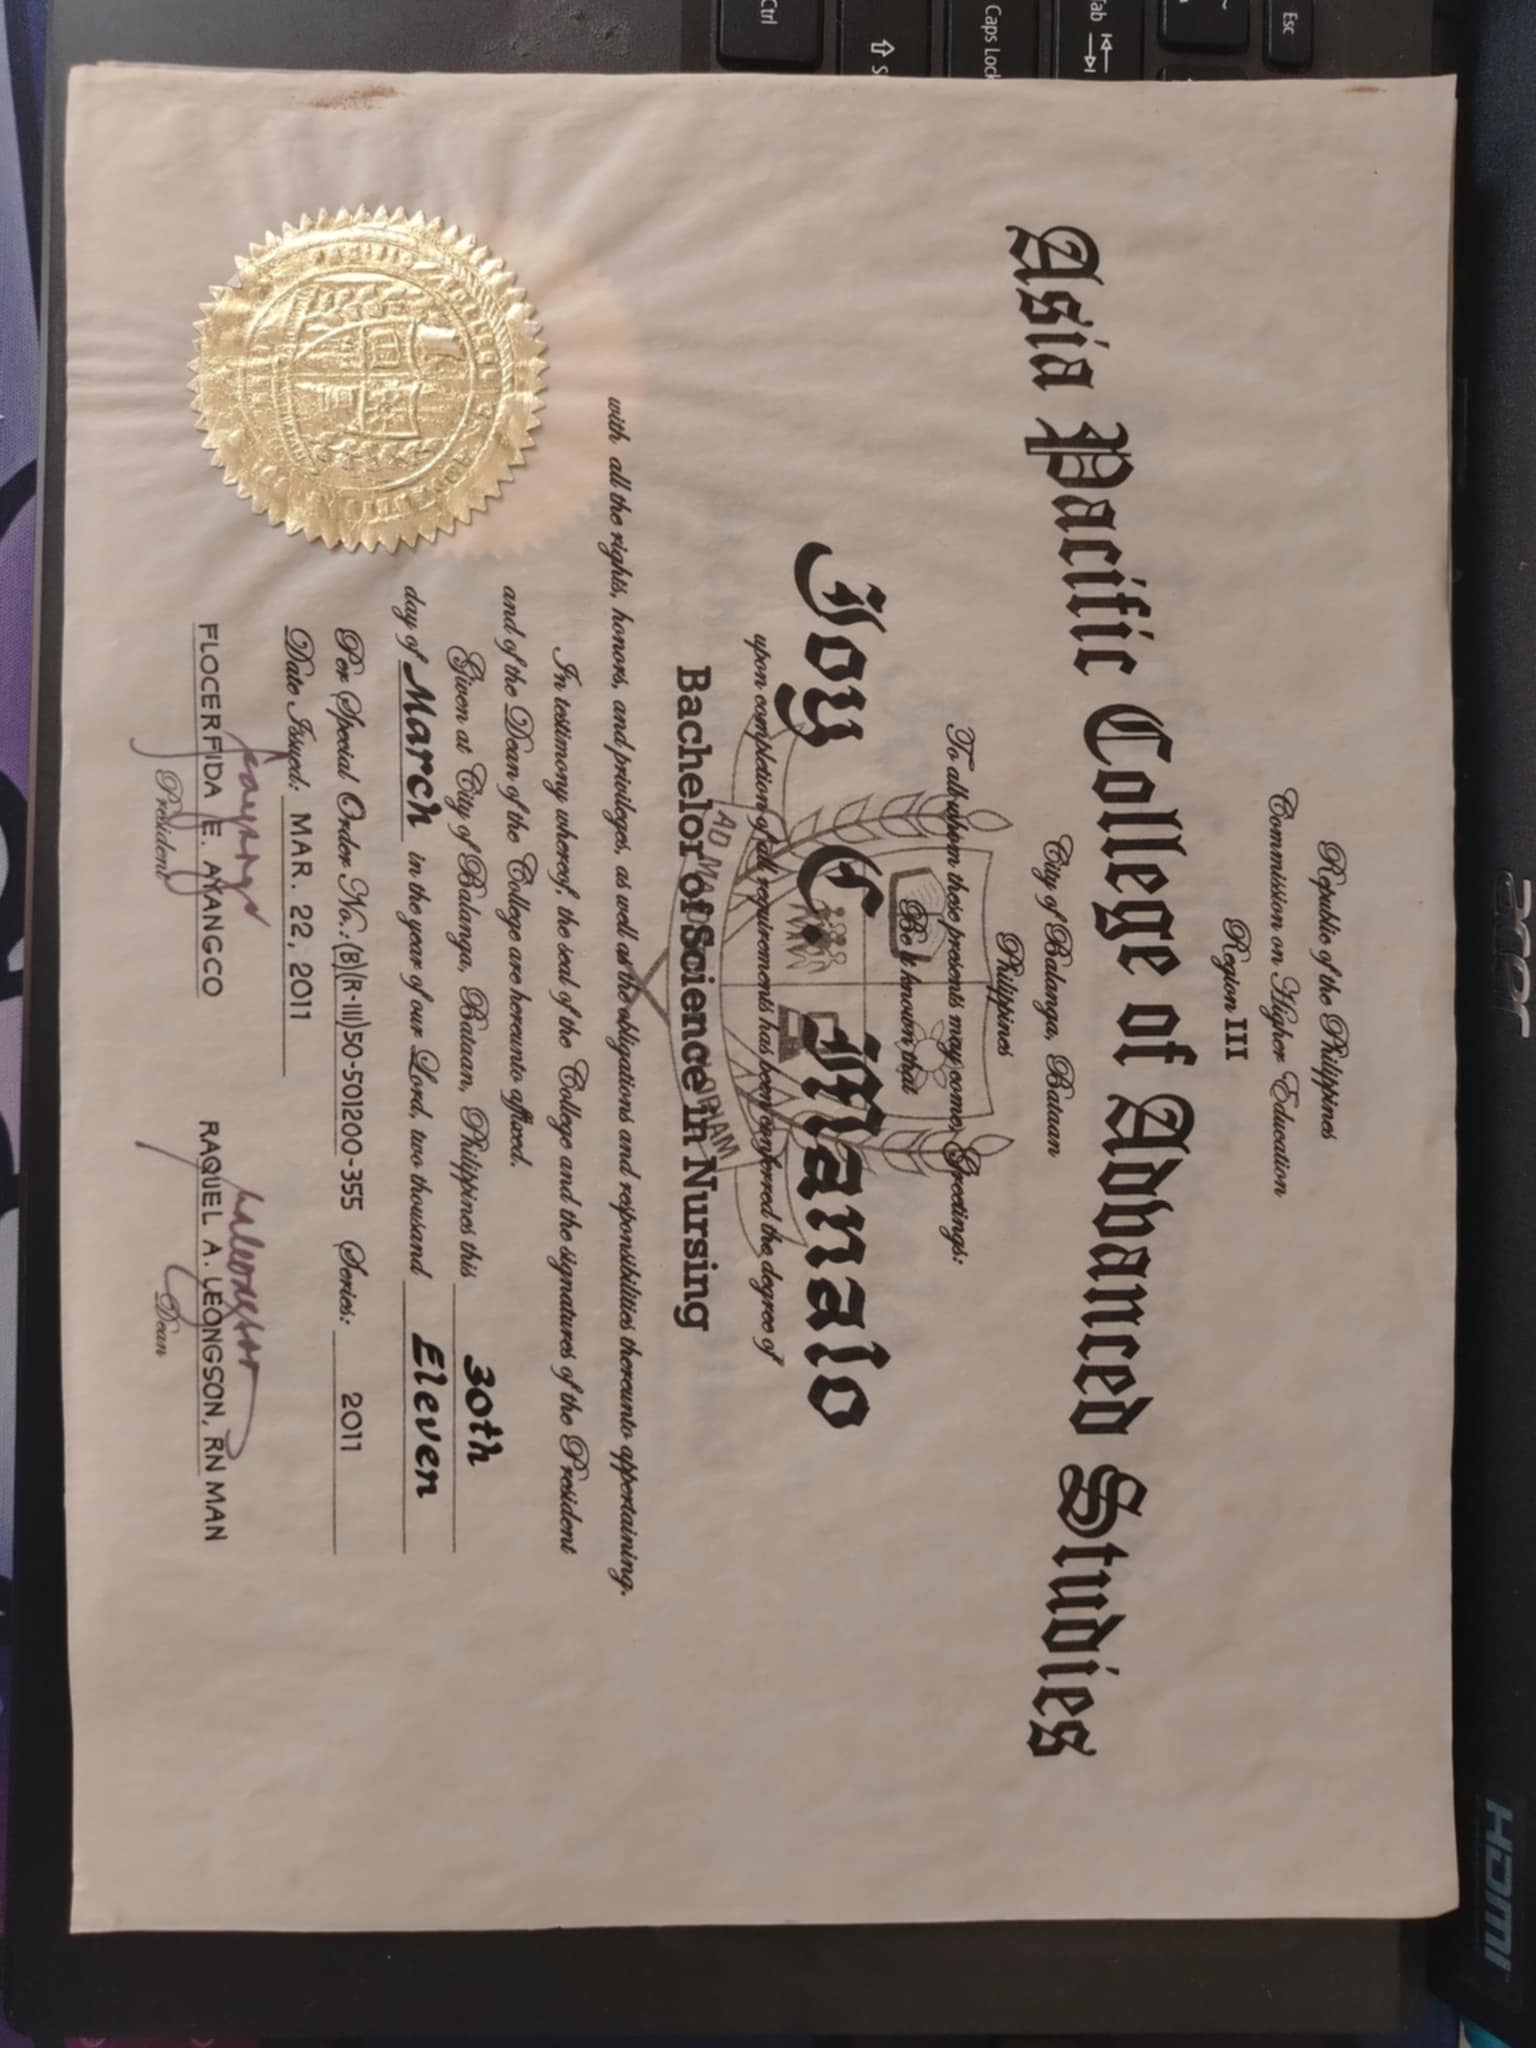 Republic of the Philippines
Commission on Higher Education
Region III
Asia Pacific College of Advanced Studies
City of Balanga, Bataan
Philippines
To all whom these presents may come, Greetings:
Be it known that
Joy C. Manalo
upon completion of all requirements has been conferred the degree of
Bachelor of Science in Nursing
with all the rights, honors, and privileges, as well as the obligations and responsibilities thereunto appertaining.
In testimony whereof, the seal of the College and the signatures of the President
and of the Dean of the College are hereunto affixed.
Given at City of Balanga, Bataan, Philippines this 30th
day of March in the year of our Lord, two thousand Eleven
Per Special Order No.: (B)(R-III)50-501200-355 Series: 2011
Date Issued: MAR. 22, 2011
FLOCERFIDA E. AYANGCO
President
RAQUEL A. LEONGSON, RN MAN
Dean
Esc
Tab
Caps Lock
Ctrl
acer
HDMI